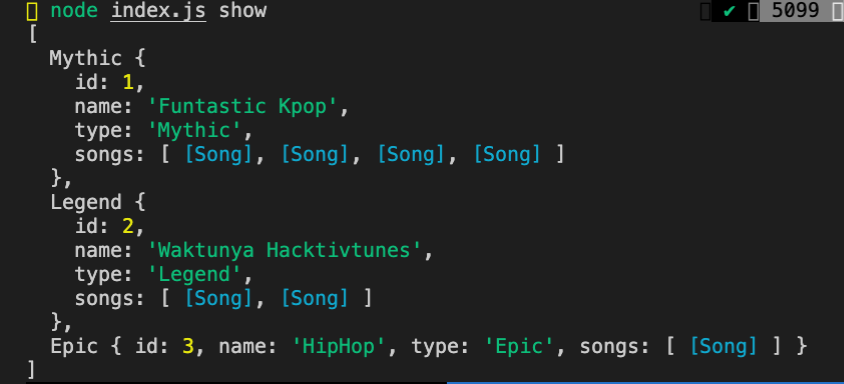 node index.js show ✔ 5099
[
  Mythic {
    id: 1,
    name: 'Funtastic Kpop',
    type: 'Mythic',
    songs: [ [Song], [Song], [Song], [Song] ]
  },
  Legend {
    id: 2,
    name: 'Waktunya Hacktivtunes',
    type: 'Legend',
    songs: [ [Song], [Song] ]
  },
  Epic { id: 3, name: 'HipHop', type: 'Epic', songs: [ [Song] ] }
]